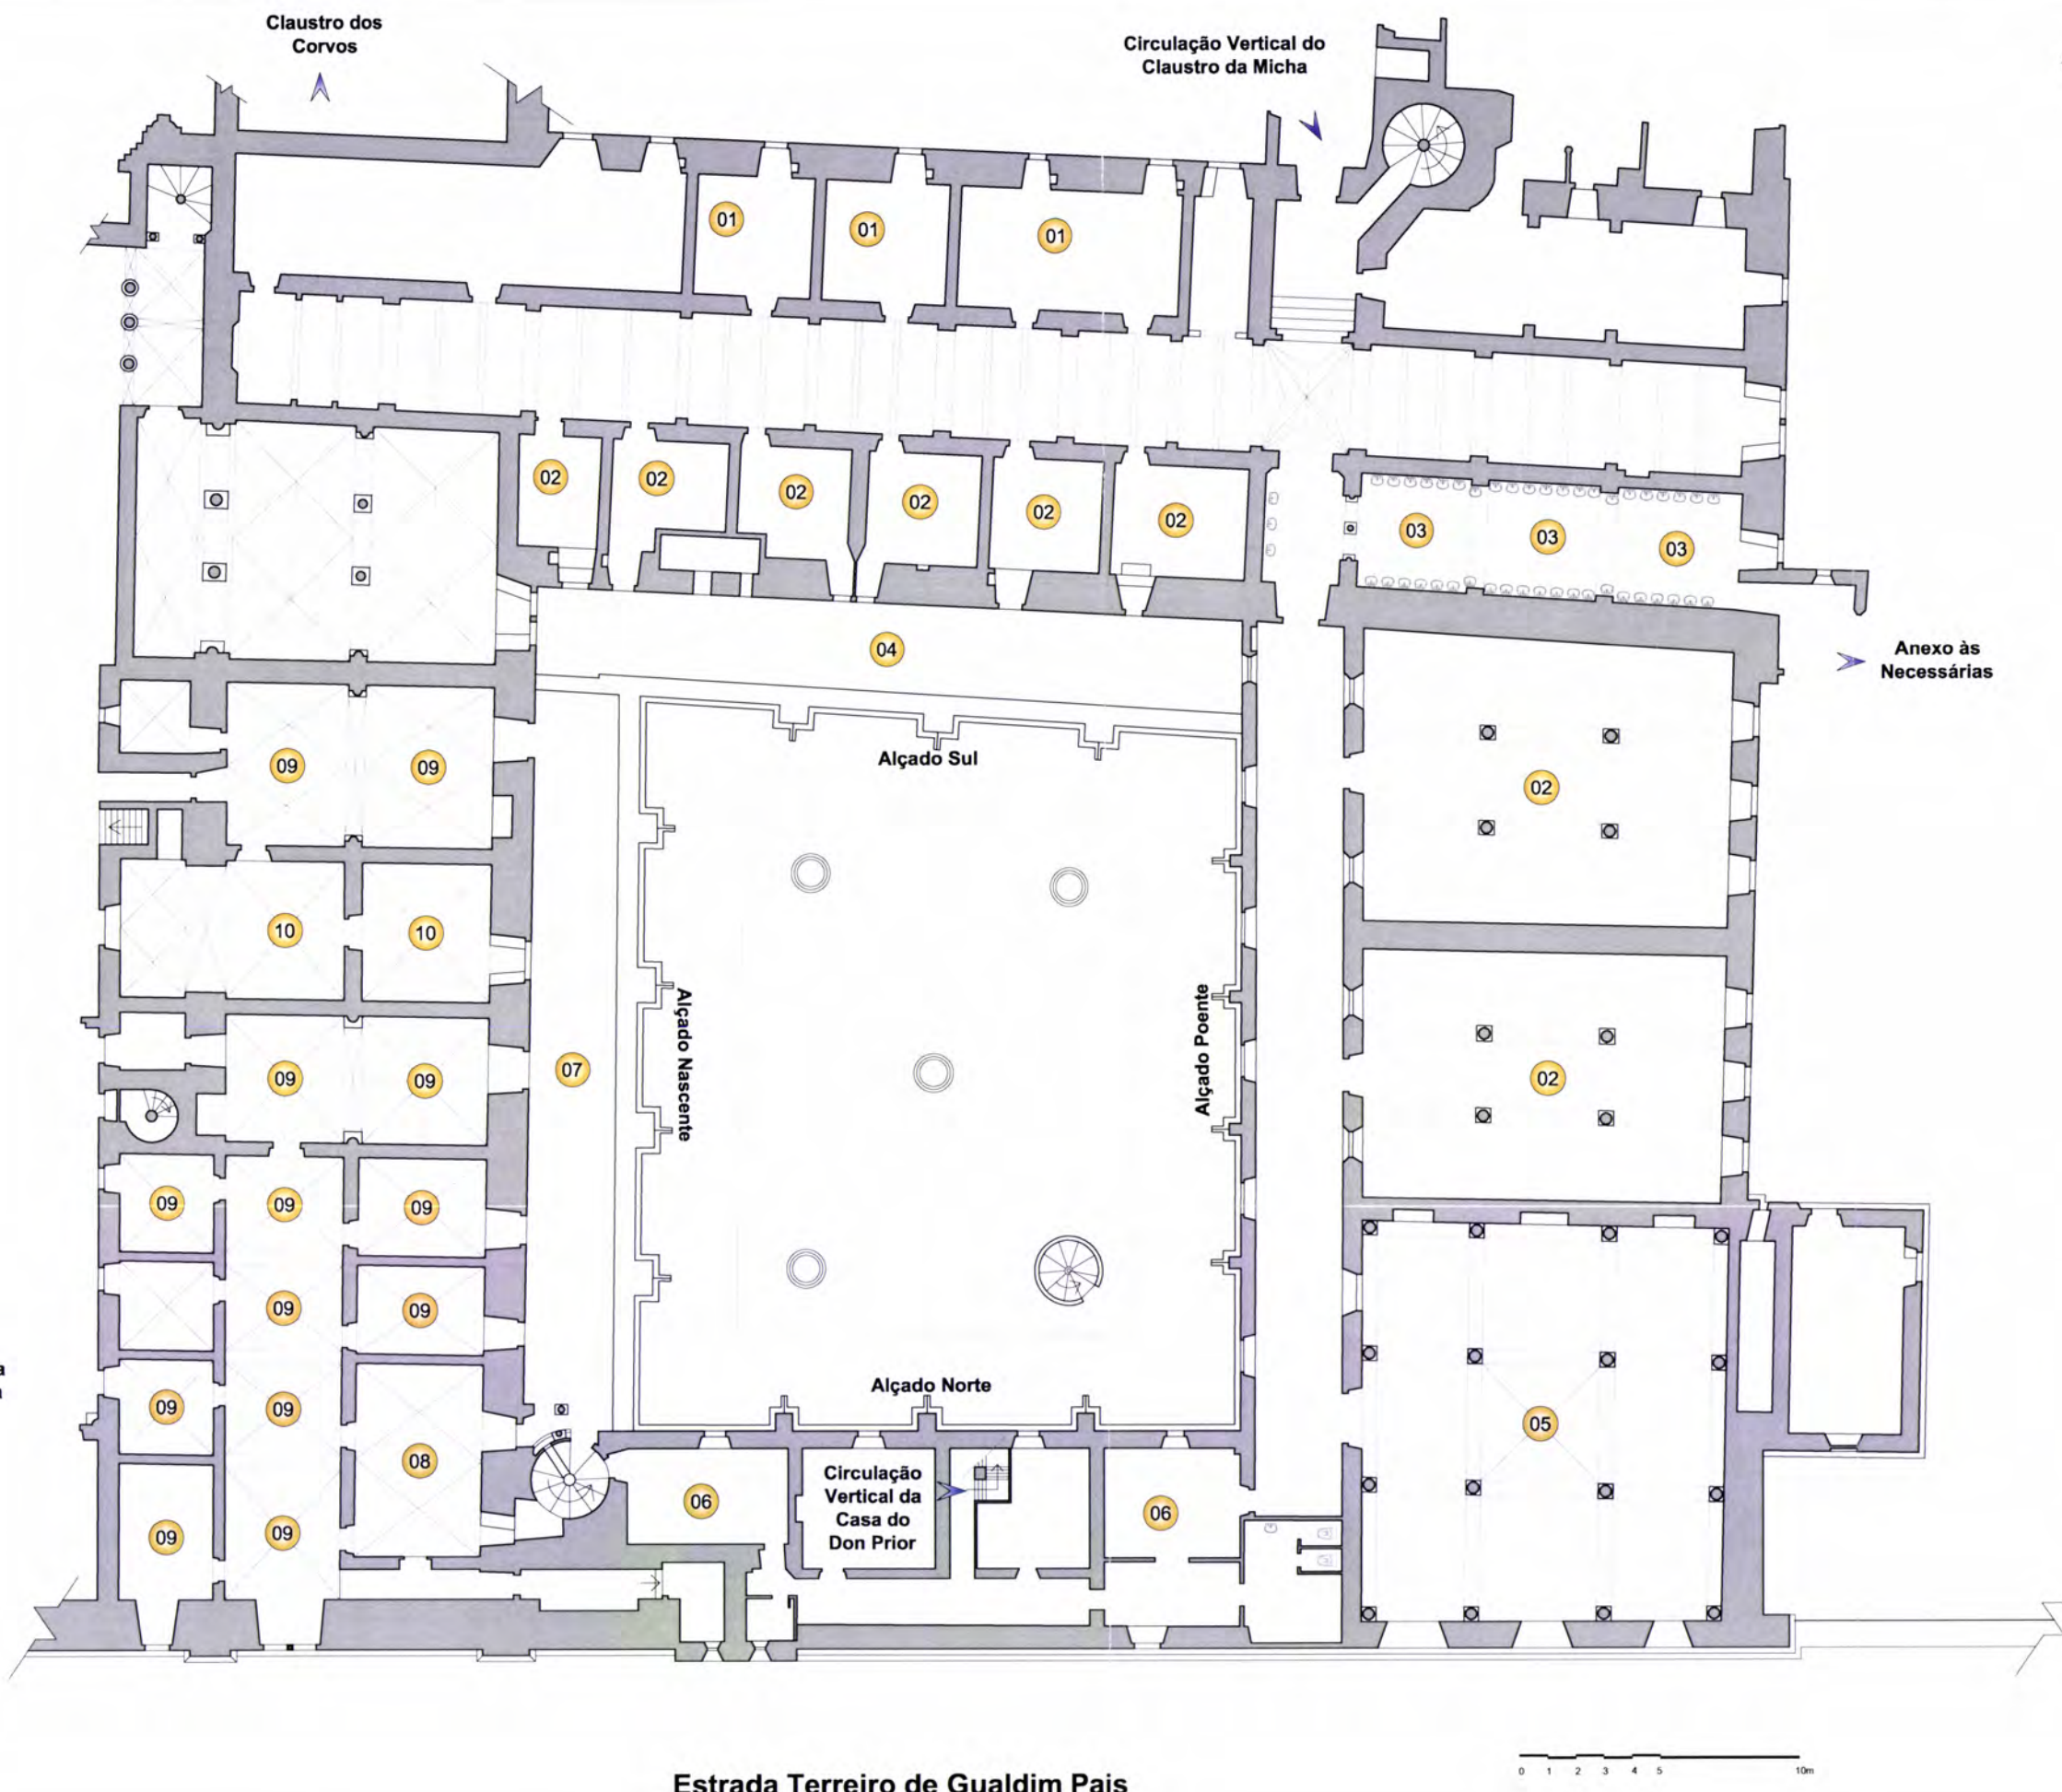 Claustro dos
Corvos
Circulação Vertical do
Claustro da Micha
01
01
01
02
02
02
02
02
02
03
03
03
04
Anexo às
Necessárias
Alçado Sul
09
09
02
10
10
Alçado Nascente
Alçado Poente
07
09
09
02
09
09
09
09
09
a
Alçado Norte
09
09
05
08
Circulação
Vertical da
Casa do
Don Prior
06
06
09
09
0 1 2 3 4 5 10m
Estrada Terreiro de Gualdim Pais